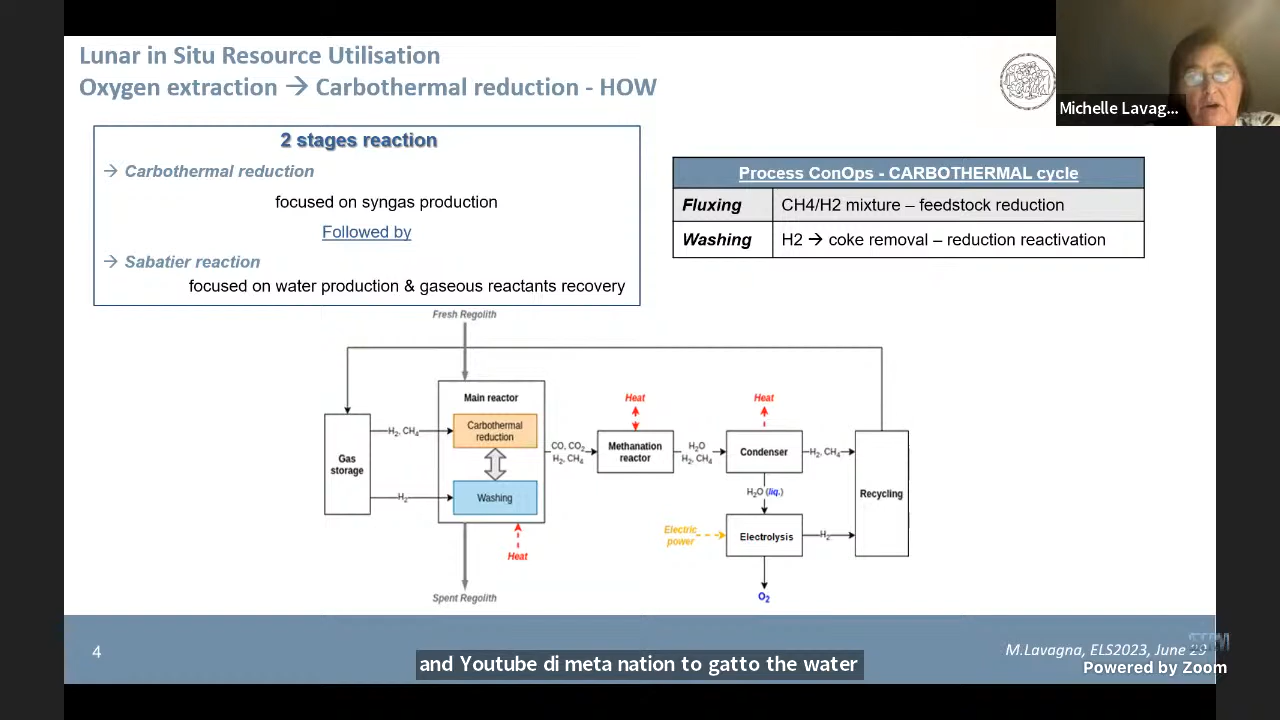 Lunar in Situ Resource Utilisation
Oxygen extraction → Carbothermal reduction - HOW
Michelle Lavag...
2 stages reaction
→ Carbothermal reduction
focused on syngas production
Followed by
→ Sabatier reaction
focused on water production & gaseous reactants recovery
Process ConOps - CARBOTHERMAL cycle
Fluxing CH4/H2 mixture – feedstock reduction
Washing H2 → coke removal – reduction reactivation
Fresh Regolith
Main reactor
Carbothermal
reduction
Washing
Gas
storage
H₂, CH₄
H₂
Heat
Spent Regolith
CO, CO₂
H₂, CH₄
Heat
Methanation
reactor
H₂O
H₂, CH₄
Heat
Condenser
H₂, CH₄
H₂O (liq.)
Electric
power
Electrolysis
H₂
O₂
Recycling
4
M.Lavagna, ELS2023, June 29
and Youtube di meta nation to gatto the water
Powered by Zoom